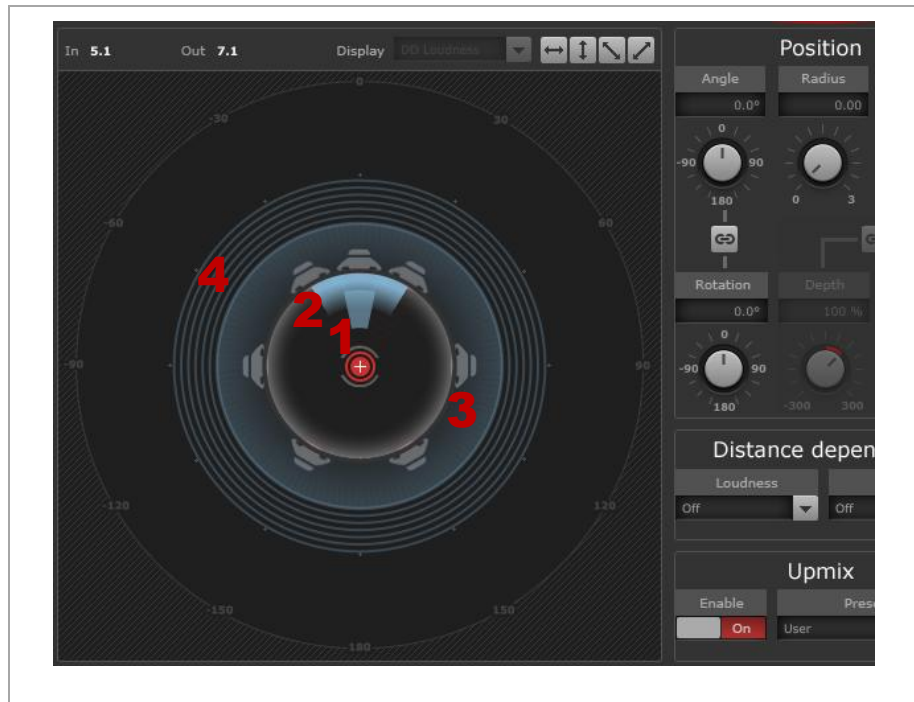 In 5.1 Out 7.1 Display DD Loudness
0
-30 30
-60 60
-90 90
-120 120
-150 150
-180
4
2
1
3
Position
Angle Radius
0.0° 0.00
0
-90 90
180 0 3
Rotation Depth
0.0° 100 %
0
-90 90
180 -300 300
Distance depen
Loudness
Off Off
Upmix
Enable Prese
On User